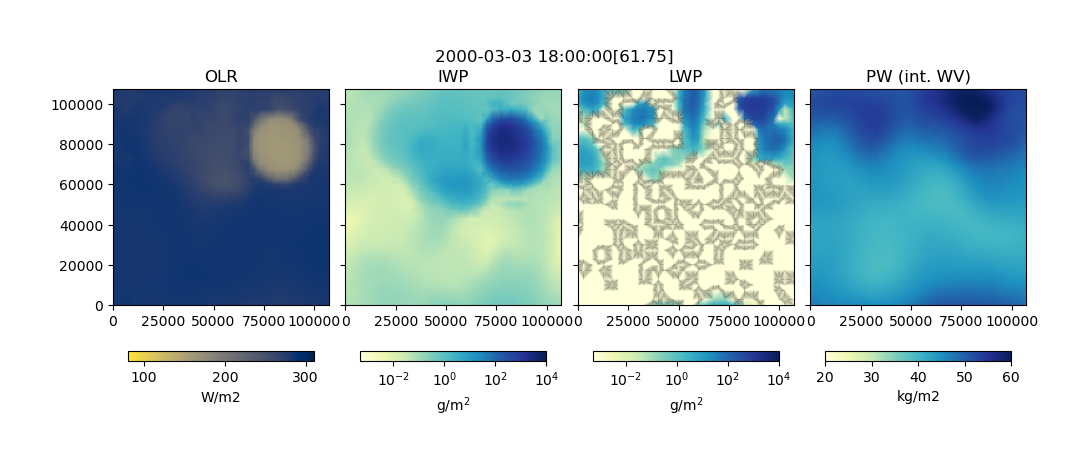 2000-03-03 18:00:00[61.75]
OLR IWP LWP PW (int. WV)
100000
80000
60000
40000
20000
0
0 25000 50000 75000 100000 0 25000 50000 75000 100000 0 25000 50000 75000 100000 0 25000 50000 75000 100000
100 200 300 10⁻² 10⁰ 10² 10⁴ 10⁻² 10⁰ 10² 10⁴ 20 30 40 50 60
W/m2 g/m² g/m² kg/m2